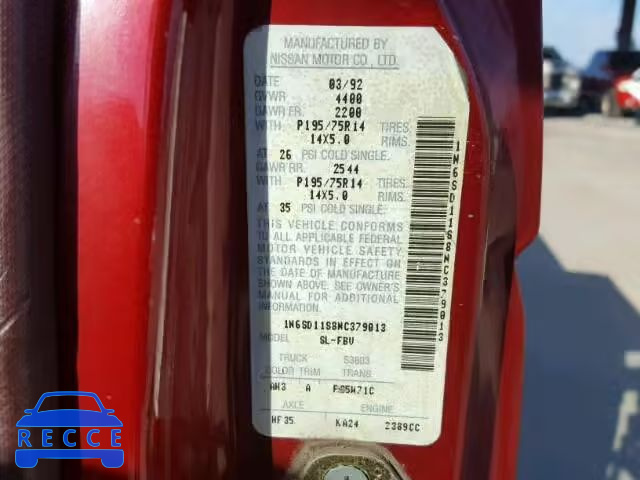 MANUFACTURED BY
NISSAN MOTOR CO., LTD.
DATE 03/92
GVWR 4400
GAWR FR. 2200
WITH P195/75R14 TIRES.
14X5.0 RIMS.
AT 26 PSI COLD SINGLE.
GAWR RR. 2544
WITH P195/75R14 TIRES.
14X5.0 RIMS.
AT 35 PSI COLD SINGLE.
THIS VEHICLE CONFORMS
TO ALL APPLICABLE FEDERAL
MOTOR VEHICLE SAFETY
STANDARDS IN EFFECT ON
THE DATE OF MANUFACTURE
SHOWN ABOVE. SEE OWNER'S
MANUAL FOR ADDITIONAL
INFORMATION.
1N6SD11S8NC379013
MODEL SL-FBV
TRUCK S3803
COLOR TRIM TRANS
AH3 A FS5W71C
AXLE ENGINE
HF35 KA24 2389CC
1N6SD11S8NC379013
RECCE